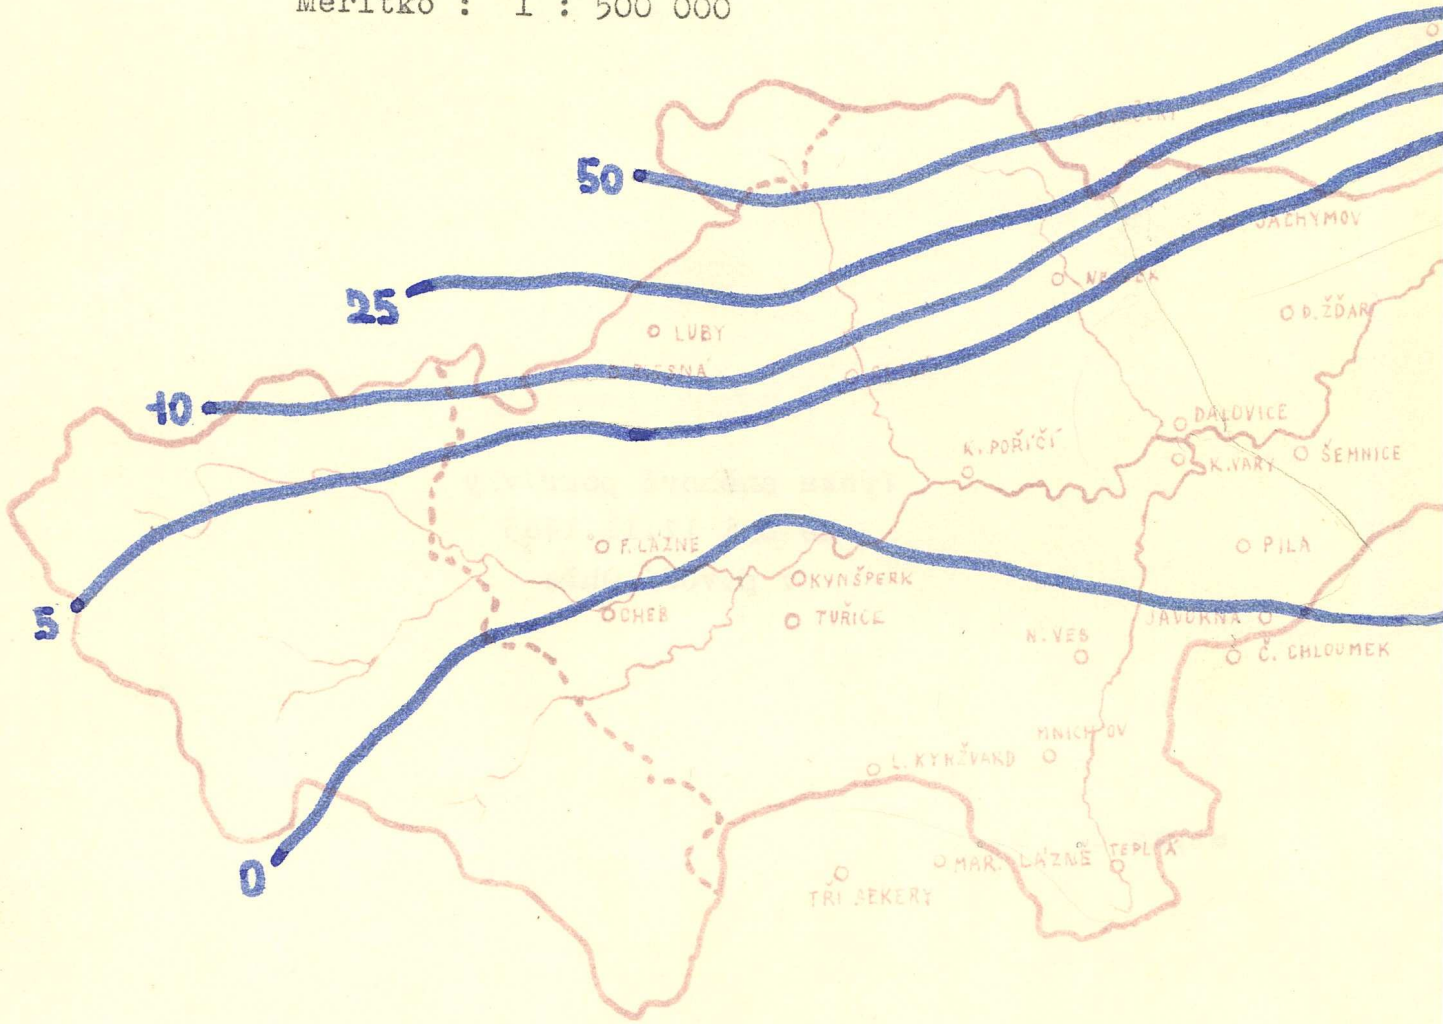 Měřítko : 1 : 500 000
50
JÁCHYMOV
25
D. ŽĎÁR
LUBY
10
DALOVICE
K. POŘÍČÍ
K. VARY
ŠEMNICE
F. LÁZNĚ
PILA
KYNŠPERK
5
CHEB
TUŘICE
JAVORNÁ
N. VES
Č. CHLOUMEK
MNICHOV
L. KYNŽVARD
0
MAR. LÁZNĚ
TEPLÁ
TŘI SEKERY